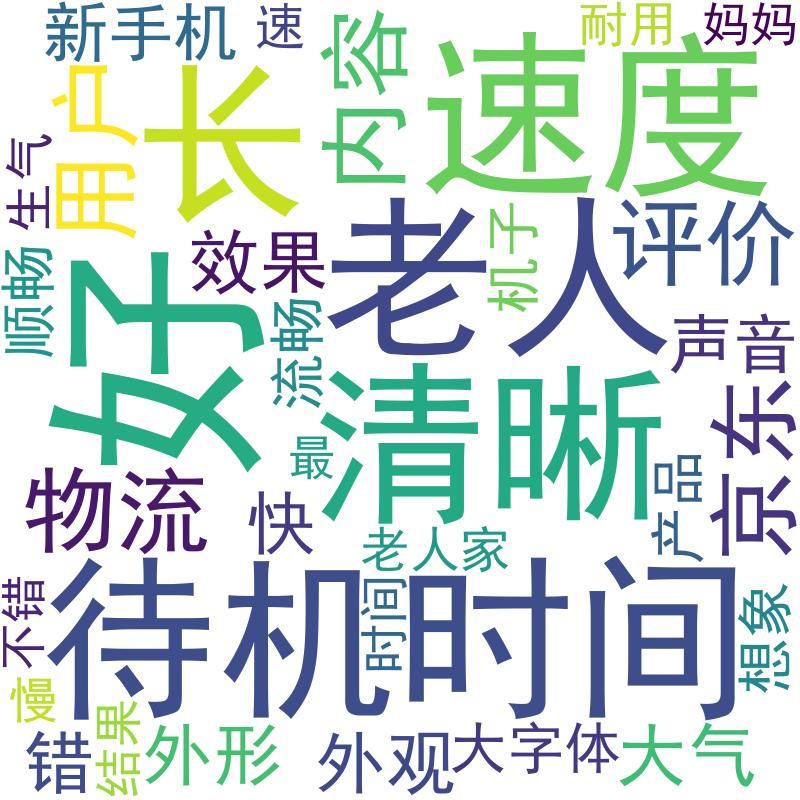 新手机
速
内容
耐用
妈妈
用户
长
速度
生气
老人
机子
评价
效果
好
顺畅
流畅
声音
清晰
京东
最
物流
快
老人家
产品
待机时间
时间
不错
想象
慢
错
结果
外形
外观
大字体
大气